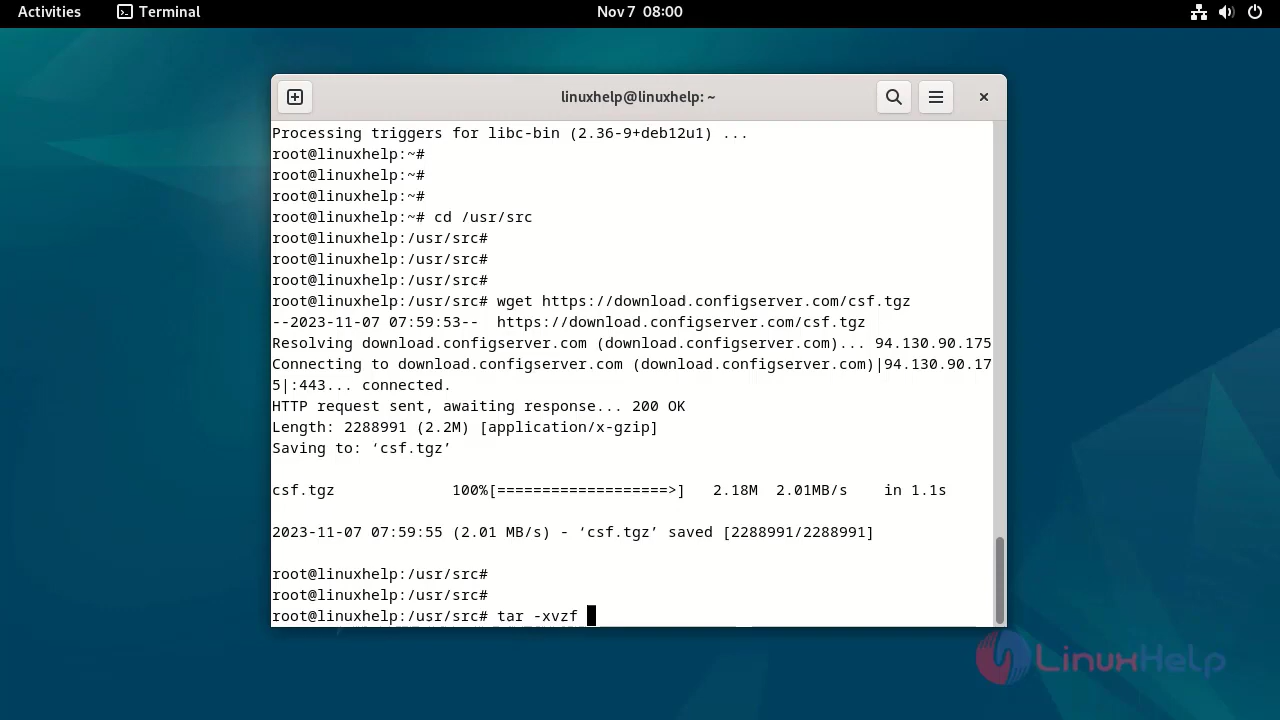 Activities Terminal Nov 7 08:00
linuxhelp@linuxhelp: ~
Processing triggers for libc-bin (2.36-9+deb12u1) ...
root@linuxhelp:~#
root@linuxhelp:~#
root@linuxhelp:~#
root@linuxhelp:~# cd /usr/src
root@linuxhelp:/usr/src#
root@linuxhelp:/usr/src#
root@linuxhelp:/usr/src#
root@linuxhelp:/usr/src# wget https://download.configserver.com/csf.tgz
--2023-11-07 07:59:53--  https://download.configserver.com/csf.tgz
Resolving download.configserver.com (download.configserver.com)... 94.130.90.175
Connecting to download.configserver.com (download.configserver.com)|94.130.90.17
5|:443... connected.
HTTP request sent, awaiting response... 200 OK
Length: 2288991 (2.2M) [application/x-gzip]
Saving to: ‘csf.tgz’
csf.tgz             100%[===================>]   2.18M  2.01MB/s    in 1.1s
2023-11-07 07:59:55 (2.01 MB/s) - ‘csf.tgz’ saved [2288991/2288991]
root@linuxhelp:/usr/src#
root@linuxhelp:/usr/src#
root@linuxhelp:/usr/src# tar -xvzf
LinuxHelp